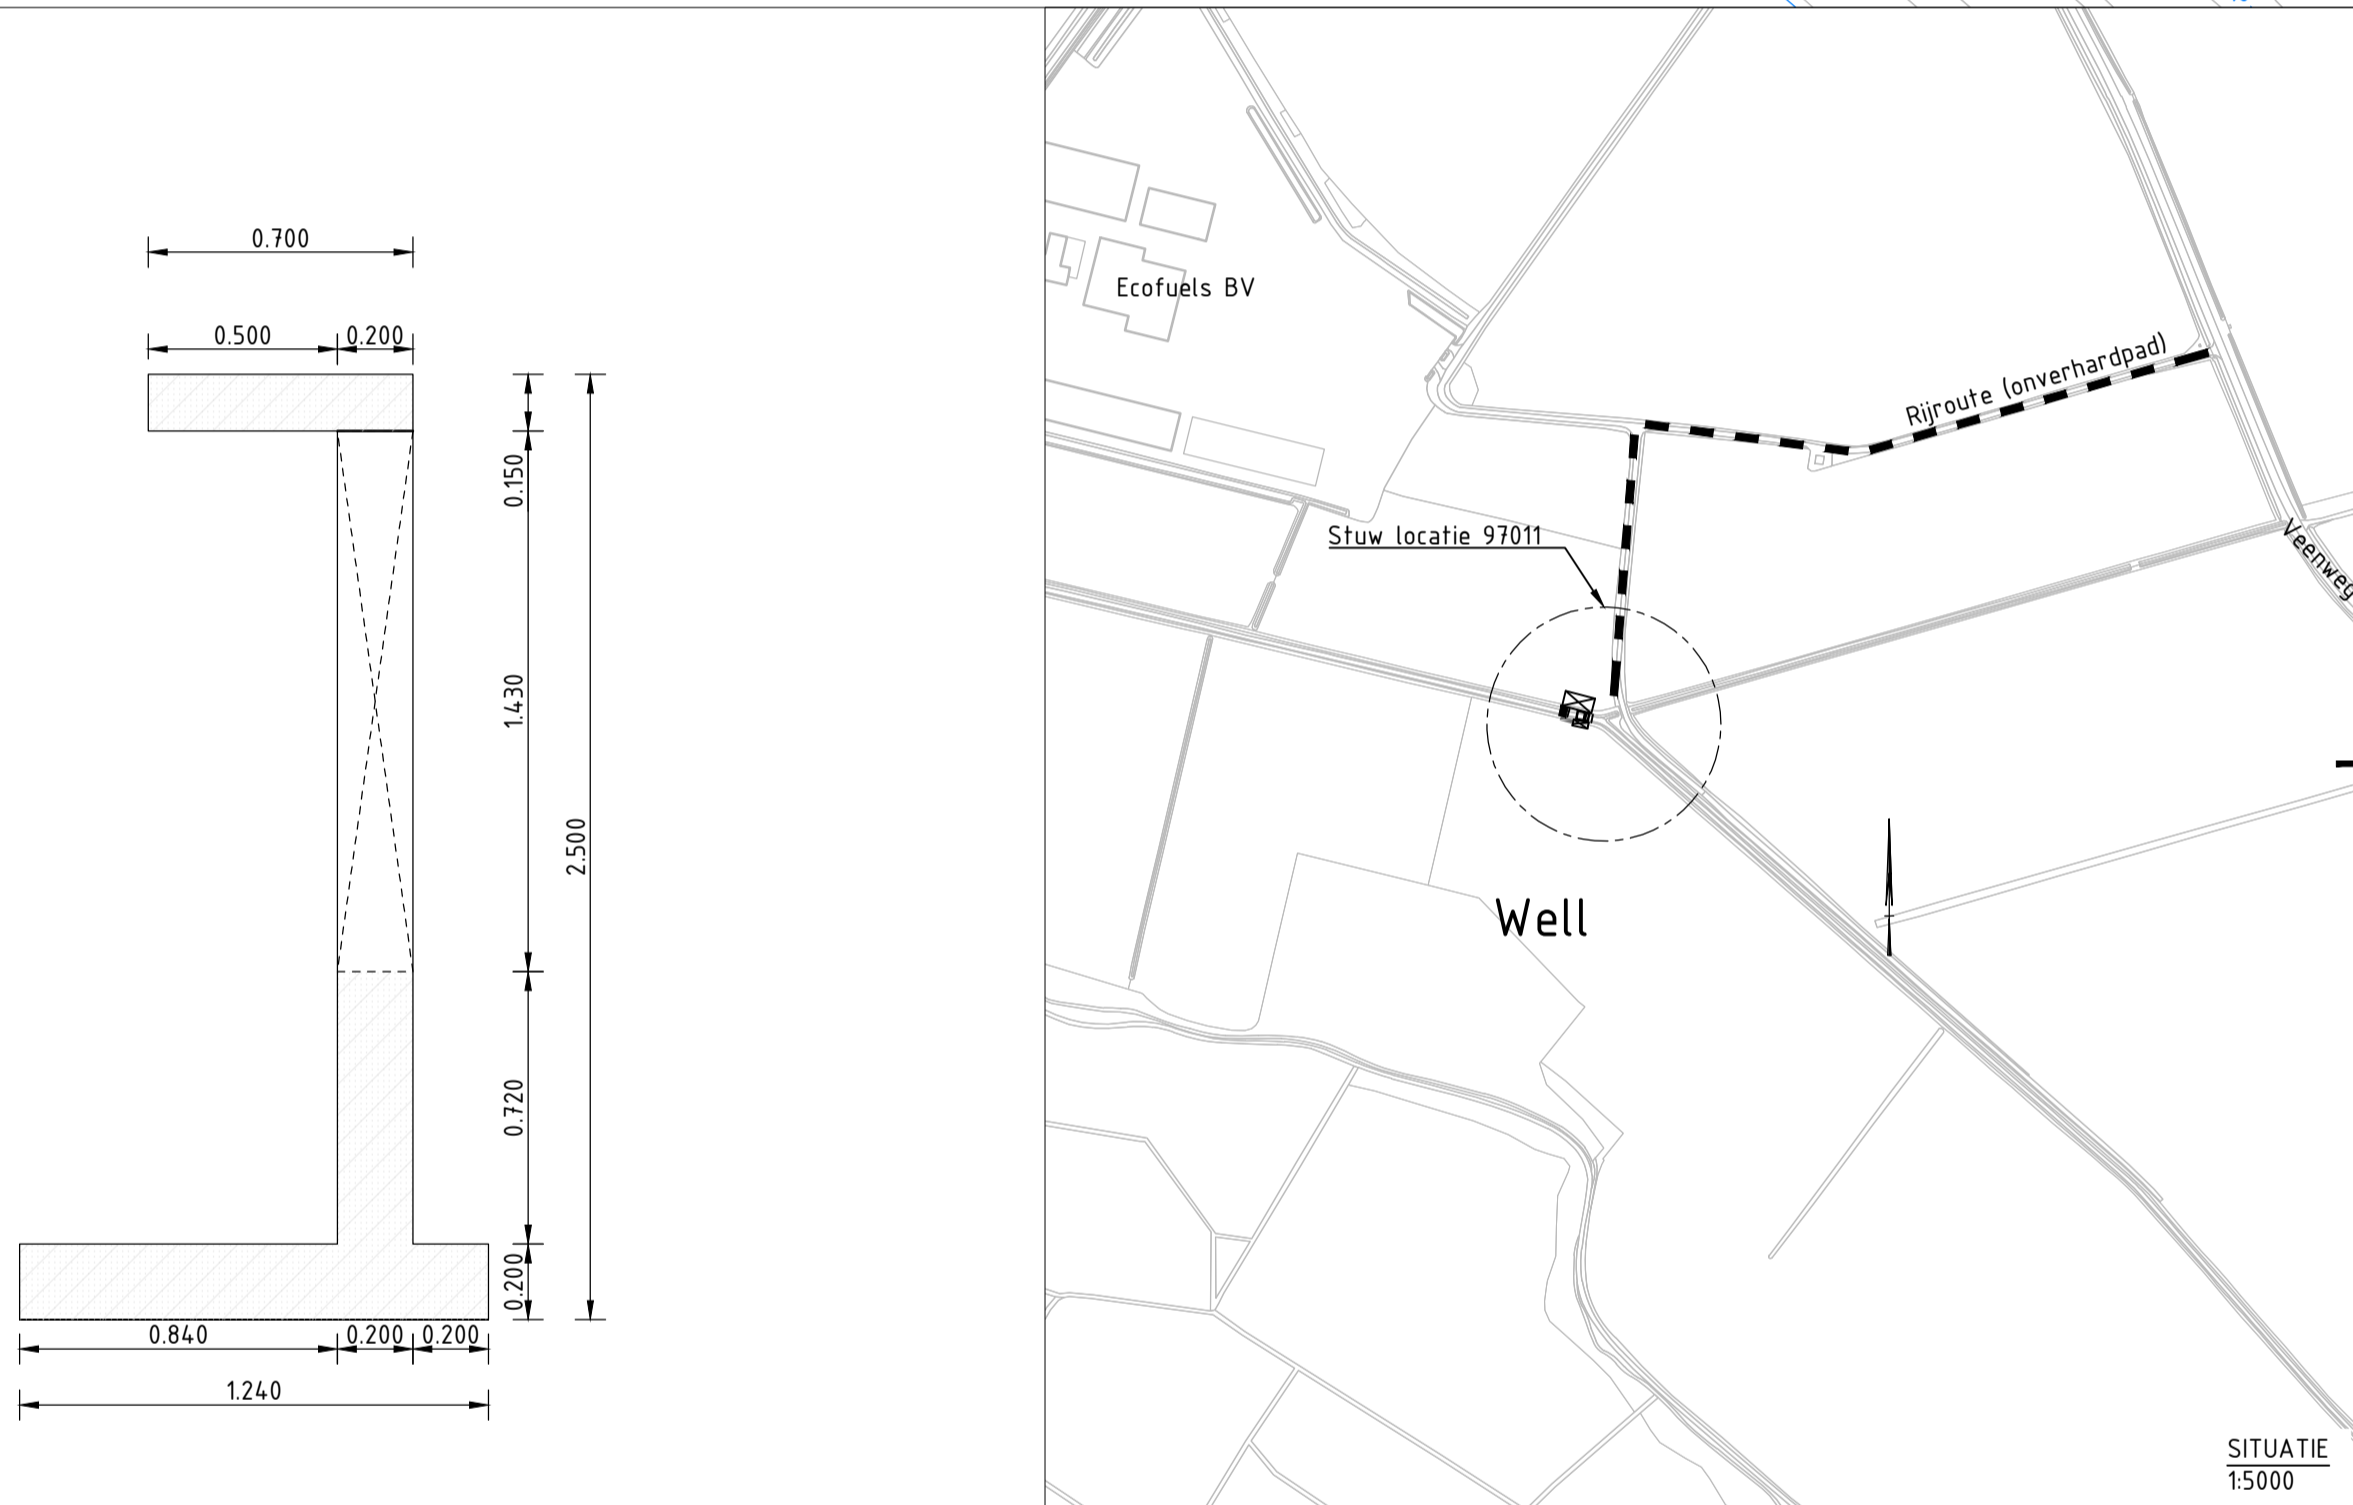 0.700
0.500
0.200
0.150
1.430
2.500
0.720
0.200
0.840
0.200
0.200
1.240
Ecofuels BV
Rijroute (onverhardpad)
Stuw locatie 97011
Veenweg
Well
SITUATIE
1:5000